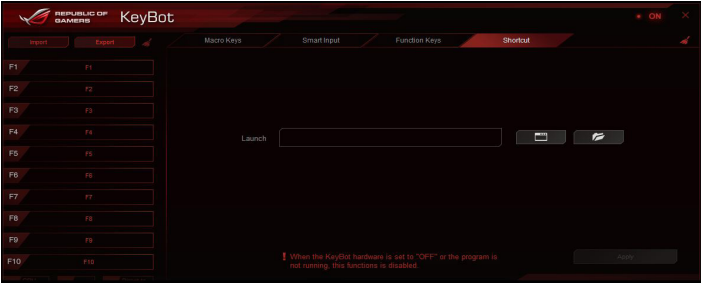 REPUBLIC OF
GAMERS
KeyBot
ON
Import
Export
Macro Keys
Smart Input
Function Keys
Shortcut
F1
F1
F2
F2
F3
F3
F4
F4
F5
F5
F6
F6
F7
F7
F8
F8
F9
F9
F10
F10
Launch
! When the KeyBot hardware is set to "OFF" or the program is
not running, this functions is disabled.
Apply